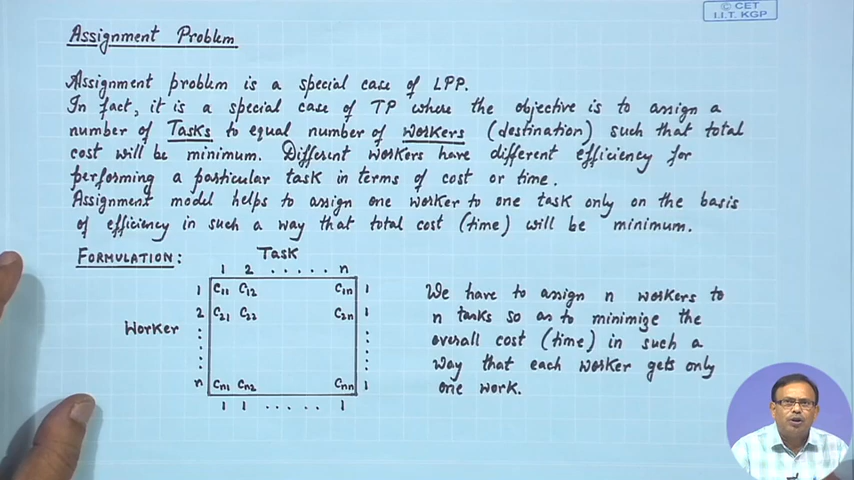 © CET
I.I.T. KGP
Assignment Problem
Assignment problem is a special case of LPP.
In fact, it is a special case of TP where the objective is to assign a
number of Tasks to equal number of workers (destination) such that total
cost will be minimum. Different workers have different efficiency for
performing a particular task in terms of cost or time.
Assignment model helps to assign one worker to one task only on the basis
of efficiency in such a way that total cost (time) will be minimum.
FORMULATION:
Task
1 2 ...... n
1 c11 c12 c1n 1
2 c21 c22 c2n 1
Worker
n cn1 cn2 cnn 1
1 1 ..... 1
We have to assign n workers to
n tasks so as to minimize the
overall cost (time) in such a
way that each worker gets only
one work.